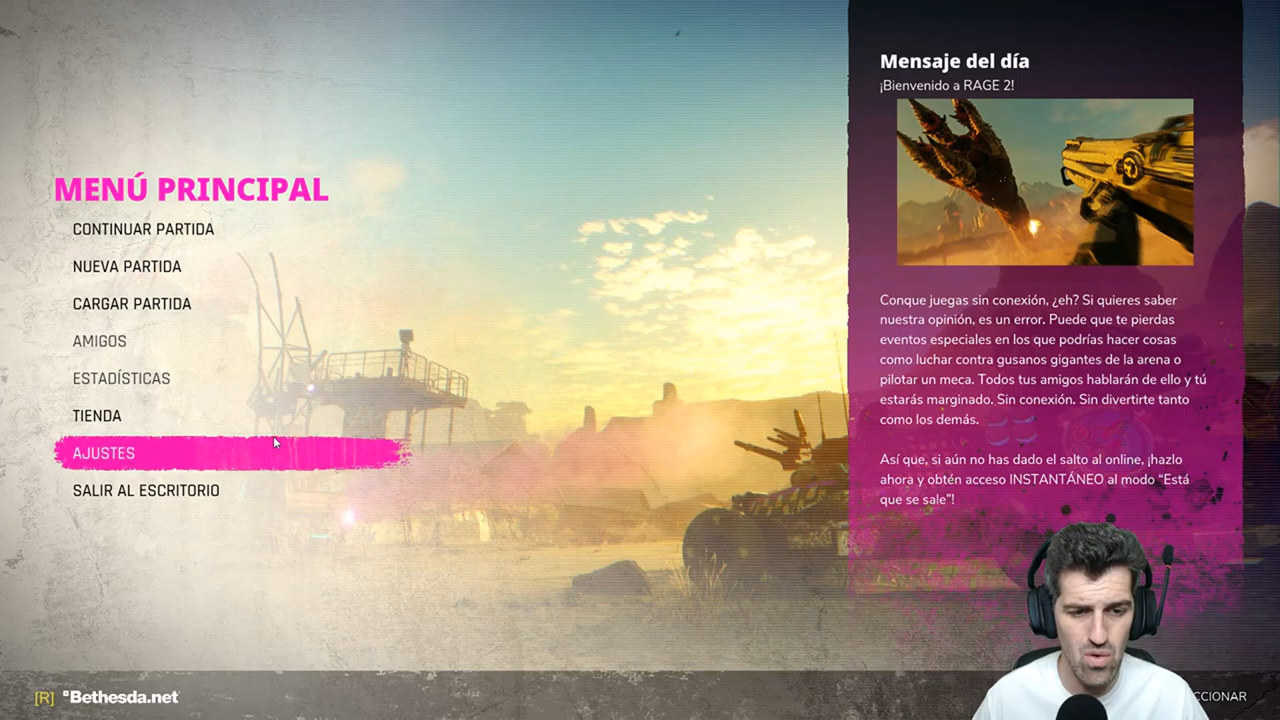 MENÚ PRINCIPAL
CONTINUAR PARTIDA
NUEVA PARTIDA
CARGAR PARTIDA
AMIGOS
ESTADÍSTICAS
TIENDA
AJUSTES
SALIR AL ESCRITORIO
Mensaje del día
¡Bienvenido a RAGE 2!
Conque juegas sin conexión, ¿eh? Si quieres saber
nuestra opinión, es un error. Puede que te pierdas
eventos especiales en los que podrías hacer cosas
como luchar contra gusanos gigantes de la arena o
pilotar un meca. Todos tus amigos hablarán de ello y tú
estarás marginado. Sin conexión. Sin divertirte tanto
como los demás.
Así que, si aún no has dado el salto al online, ¡hazlo
ahora y obtén acceso INSTANTÁNEO al modo “Está
que se sale”!
[R] Bethesda.net
CCIONAR